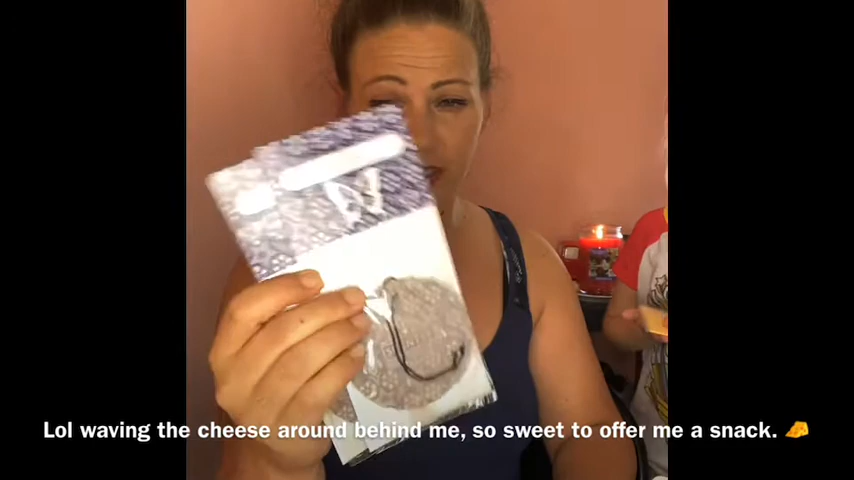 Lol waving the cheese around behind me, so sweet to offer me a snack. 🧀